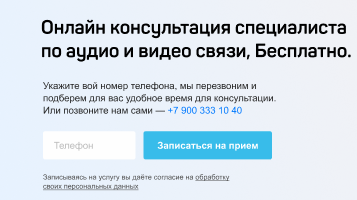 Онлайн консультация специалиста
по аудио и видео связи, Бесплатно.
Укажите вой номер телефона, мы перезвоним и
подберем для вас удобное время для консультации.
Или позвоните нам сами — +7 900 333 10 40
Телефон
Записаться на прием
Записываясь на услугу вы даёте согласие на обработку
своих персональных данных